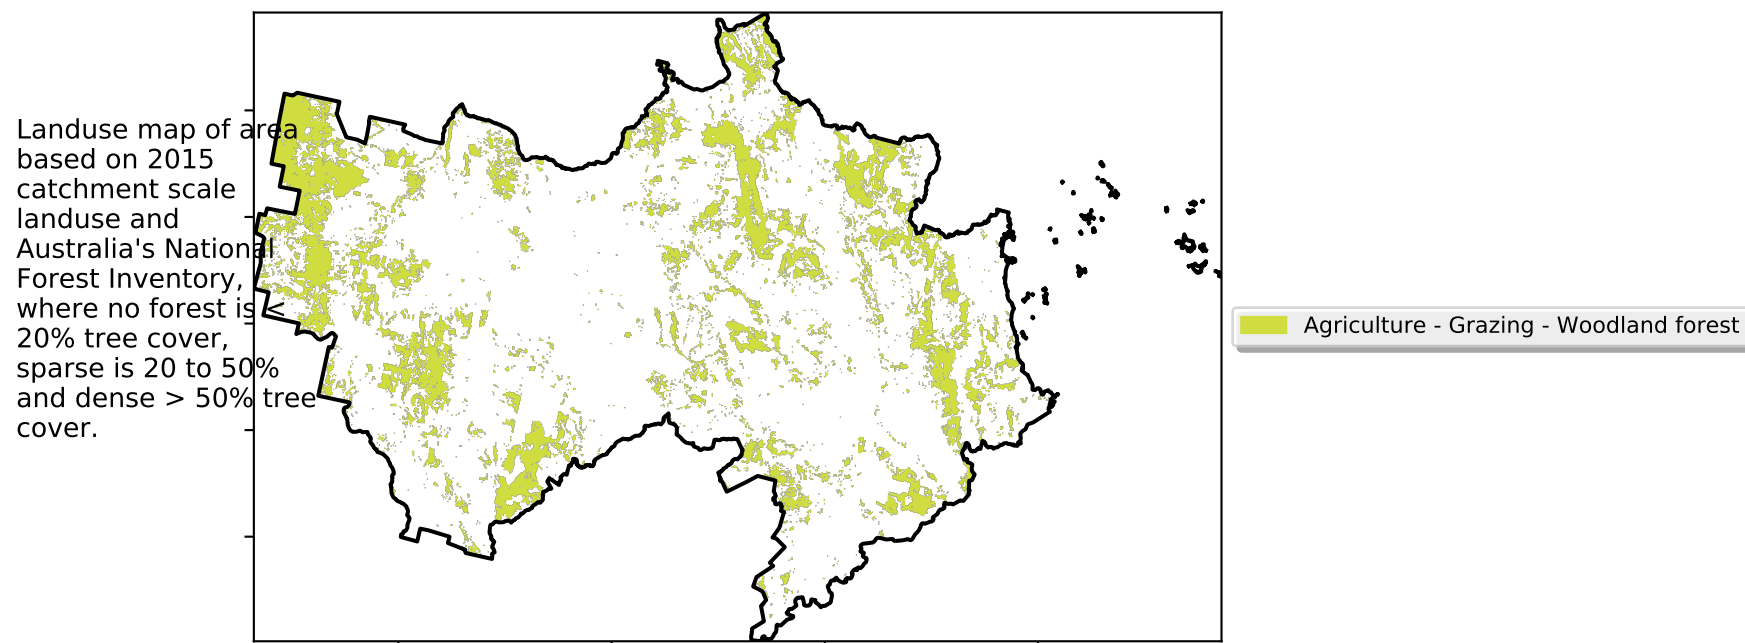 Landuse map of area
based on 2015
catchment scale
landuse and
Australia's National
Forest Inventory,
where no forest is <
20% tree cover,
sparse is 20 to 50%
and dense > 50% tree
cover.
Agriculture - Grazing - Woodland forest